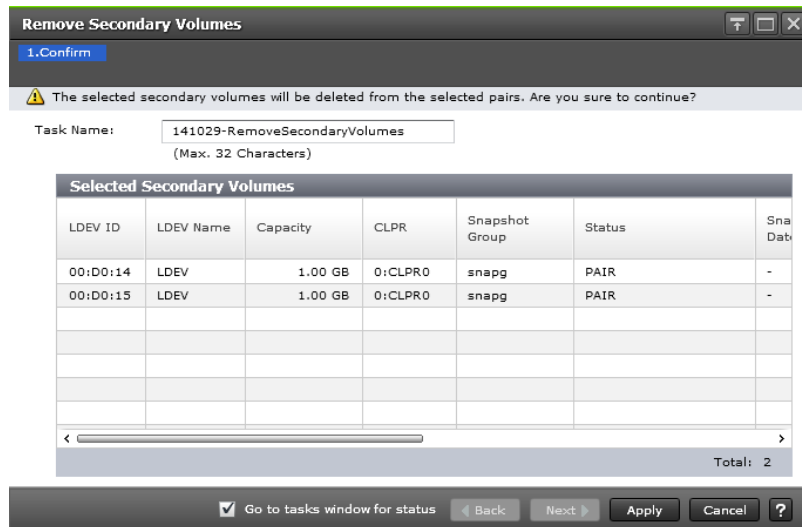 Remove Secondary Volumes
1.Confirm
The selected secondary volumes will be deleted from the selected pairs. Are you sure to continue?
Task Name: 141029-RemoveSecondaryVolumes
(Max. 32 Characters)
Selected Secondary Volumes
LDEV ID LDEV Name Capacity CLPR Snapshot Group Status Sna Date
00:D0:14 LDEV 1.00 GB 0:CLPR0 snapg PAIR -
00:D0:15 LDEV 1.00 GB 0:CLPR0 snapg PAIR -
Total: 2
Go to tasks window for status Back Next Apply Cancel ?